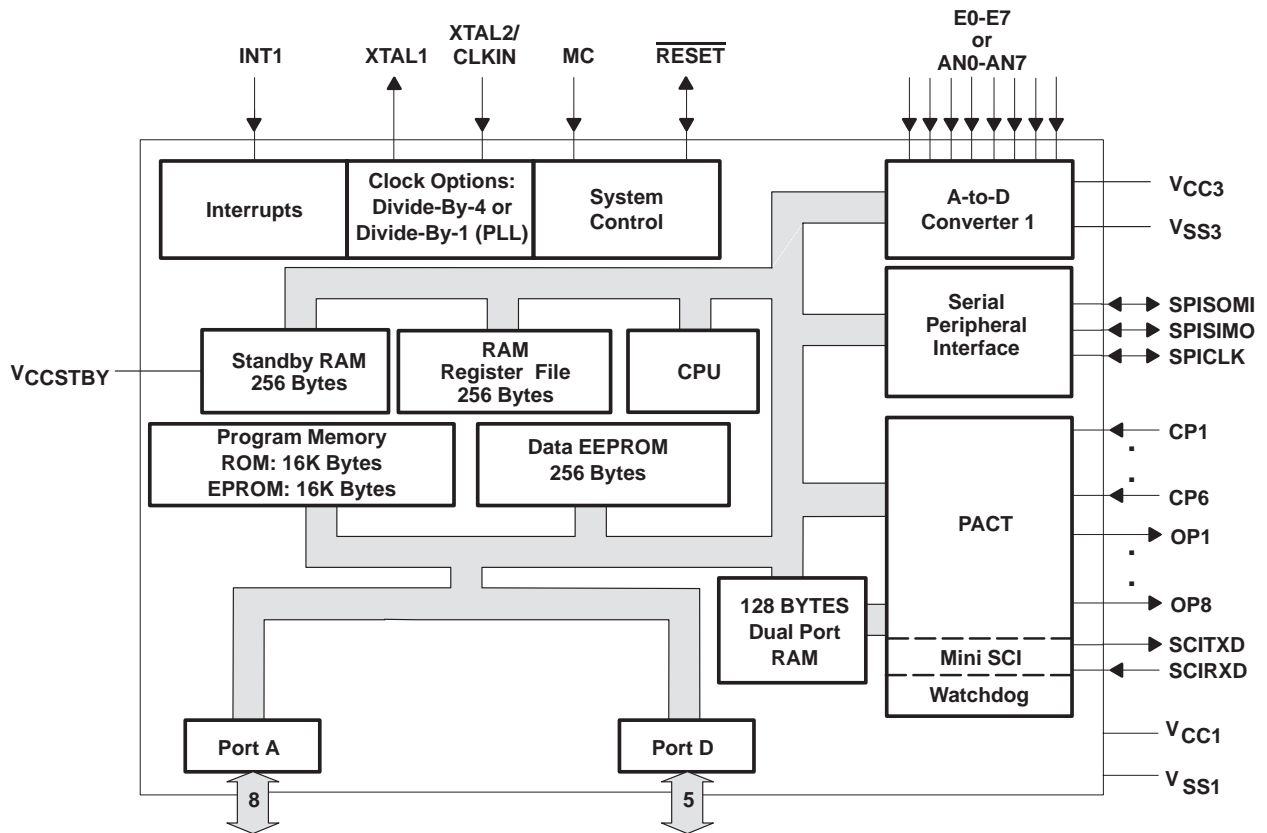 INT1
XTAL1
XTAL2/
CLKIN
MC
RESET
E0-E7
or
AN0-AN7
Interrupts
Clock Options:
Divide-By-4 or
Divide-By-1 (PLL)
System
Control
A-to-D
Converter 1
VCC3
VSS3
Serial
Peripheral
Interface
SPISOMI
SPISIMO
SPICLK
VCCSTBY
Standby RAM
256 Bytes
RAM
Register File
256 Bytes
CPU
Program Memory
ROM: 16K Bytes
EPROM: 16K Bytes
Data EEPROM
256 Bytes
PACT
CP1
.
.
CP6
OP1
.
.
OP8
128 BYTES
Dual Port
RAM
Mini SCI
Watchdog
SCITXD
SCIRXD
Port A
Port D
VCC1
VSS1
8
5